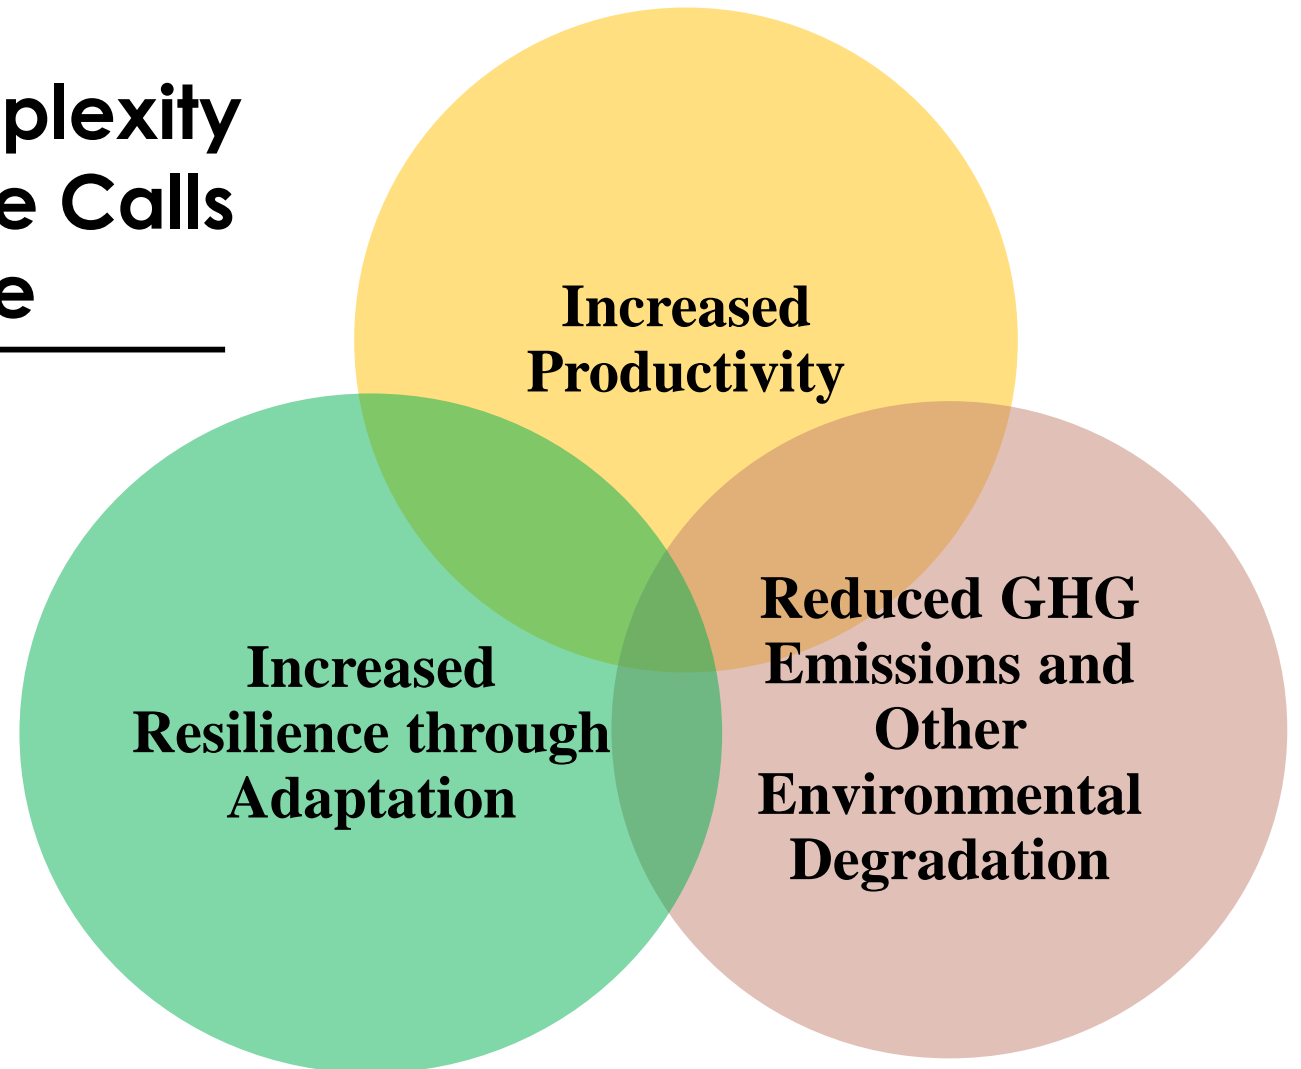 plexity
e Calls
e
Increased
Productivity
Increased
Resilience through
Adaptation
Reduced GHG
Emissions and
Other
Environmental
Degradation